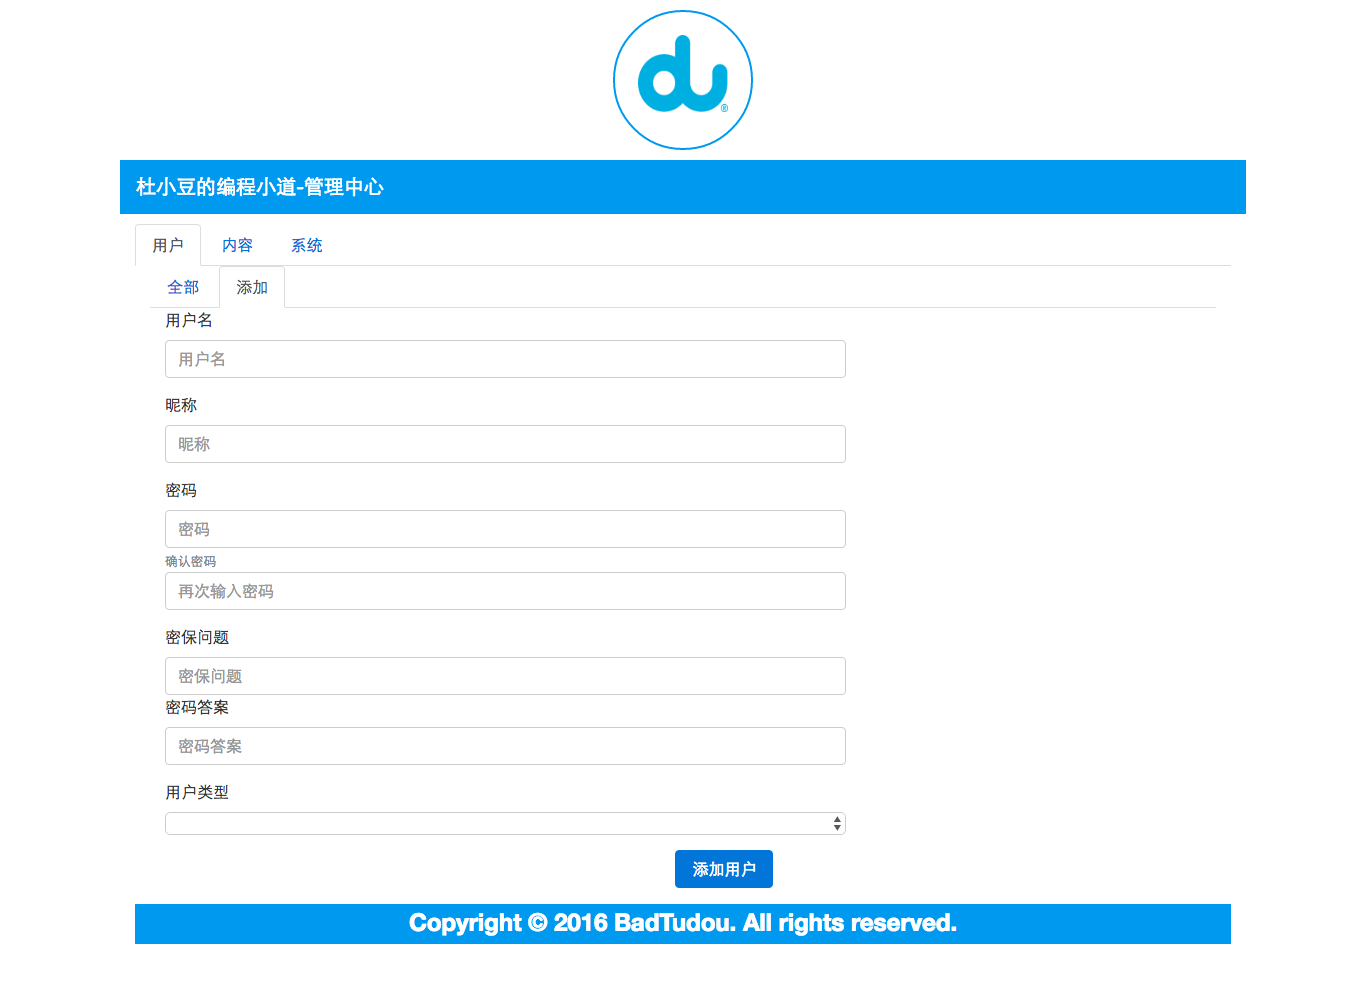 du
®
杜小豆的编程小道-管理中心
用户 内容 系统
全部 添加
用户名
用户名
昵称
昵称
密码
密码
确认密码
再次输入密码
密保问题
密保问题
密码答案
密码答案
用户类型
添加用户
Copyright © 2016 BadTudou. All rights reserved.